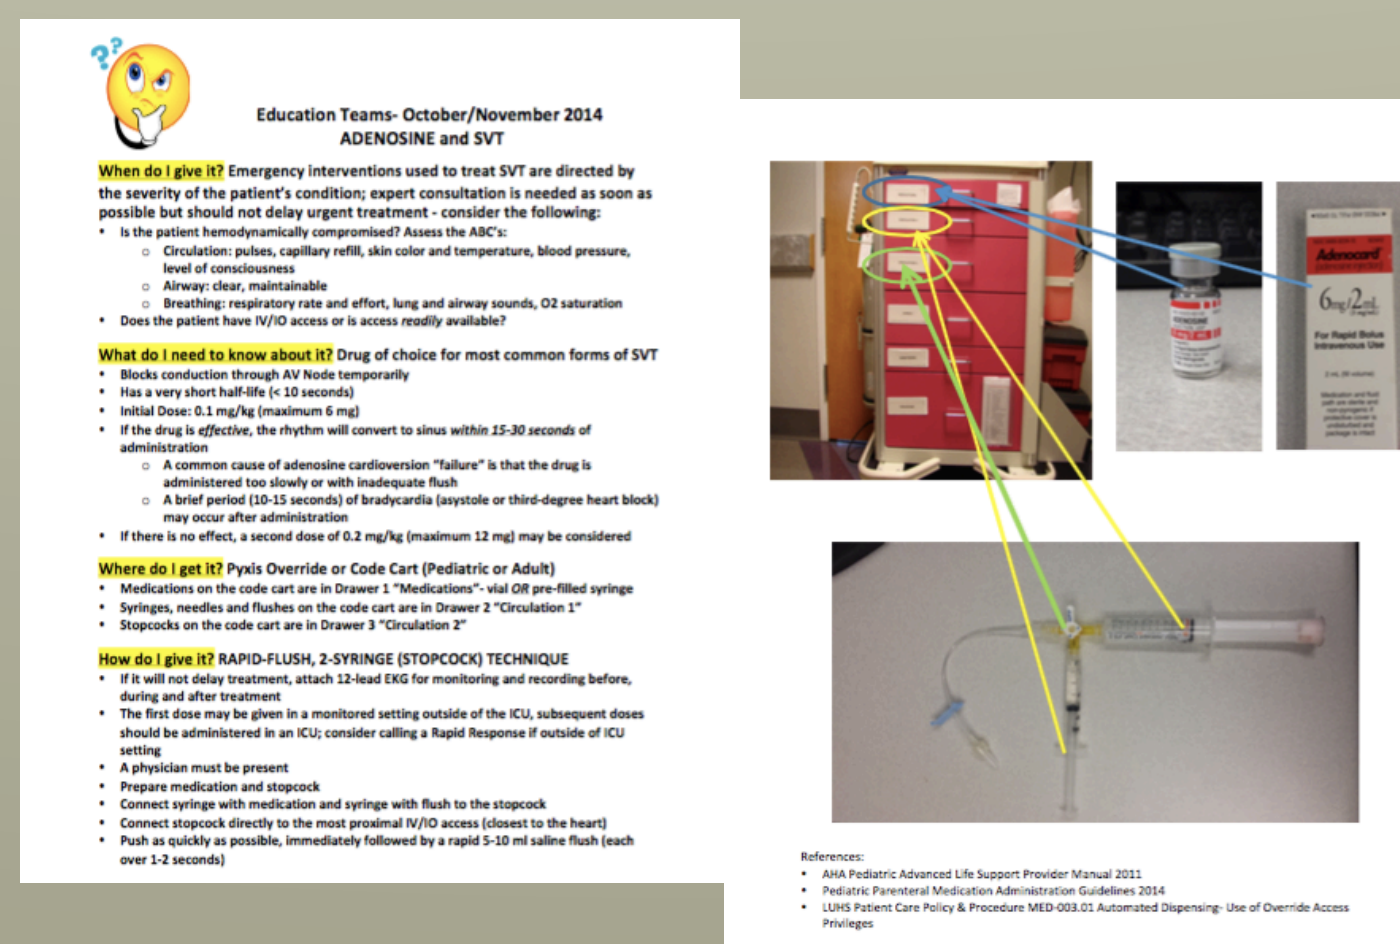 ??
Education Teams- October/November 2014
ADENOSINE and SVT
When do I give it? Emergency interventions used to treat SVT are directed by
the severity of the patient's condition; expert consultation is needed as soon as
possible but should not delay urgent treatment - consider the following:
• Is the patient hemodynamically compromised? Assess the ABC's:
o Circulation: pulses, capillary refill, skin color and temperature, blood pressure,
level of consciousness
o Airway: clear, maintainable
o Breathing: respiratory rate and effort, lung and airway sounds, O2 saturation
• Does the patient have IV/IO access or is access readily available?
What do I need to know about it? Drug of choice for most common forms of SVT
• Blocks conduction through AV Node temporarily
• Has a very short half-life (< 10 seconds)
• Initial Dose: 0.1 mg/kg (maximum 6 mg)
• If the drug is effective, the rhythm will convert to sinus within 15-30 seconds of
administration
o A common cause of adenosine cardioversion "failure" is that the drug is
administered too slowly or with inadequate flush
o A brief period (10-15 seconds) of bradycardia (asystole or third-degree heart block)
may occur after administration
• If there is no effect, a second dose of 0.2 mg/kg (maximum 12 mg) may be considered
Where do I get it? Pyxis Override or Code Cart (Pediatric or Adult)
• Medications on the code cart are in Drawer 1 "Medications"- vial OR pre-filled syringe
• Syringes, needles and flushes on the code cart are in Drawer 2 "Circulation 1"
• Stopcocks on the code cart are in Drawer 3 "Circulation 2"
How do I give it? RAPID-FLUSH, 2-SYRINGE (STOPCOCK) TECHNIQUE
• If it will not delay treatment, attach 12-lead EKG for monitoring and recording before,
during and after treatment
• The first dose may be given in a monitored setting outside of the ICU, subsequent doses
should be administered in an ICU; consider calling a Rapid Response if outside of ICU
setting
• A physician must be present
• Prepare medication and stopcock
• Connect syringe with medication and syringe with flush to the stopcock
• Connect stopcock directly to the most proximal IV/IO access (closest to the heart)
• Push as quickly as possible, immediately followed by a rapid 5-10 ml saline flush (each
over 1-2 seconds)
ADENOSINE
Adenocard
6mg/2mL
For Rapid Bolus
Intravenous Use
Medication and fluid
path are sterile and
non-pyrogenic if
protective cover is
undisturbed and
package is intact
References:
• AHA Pediatric Advanced Life Support Provider Manual 2011
• Pediatric Parenteral Medication Administration Guidelines 2014
• LUHS Patient Care Policy & Procedure MED-003.01 Automated Dispensing- Use of Override Access
Privileges